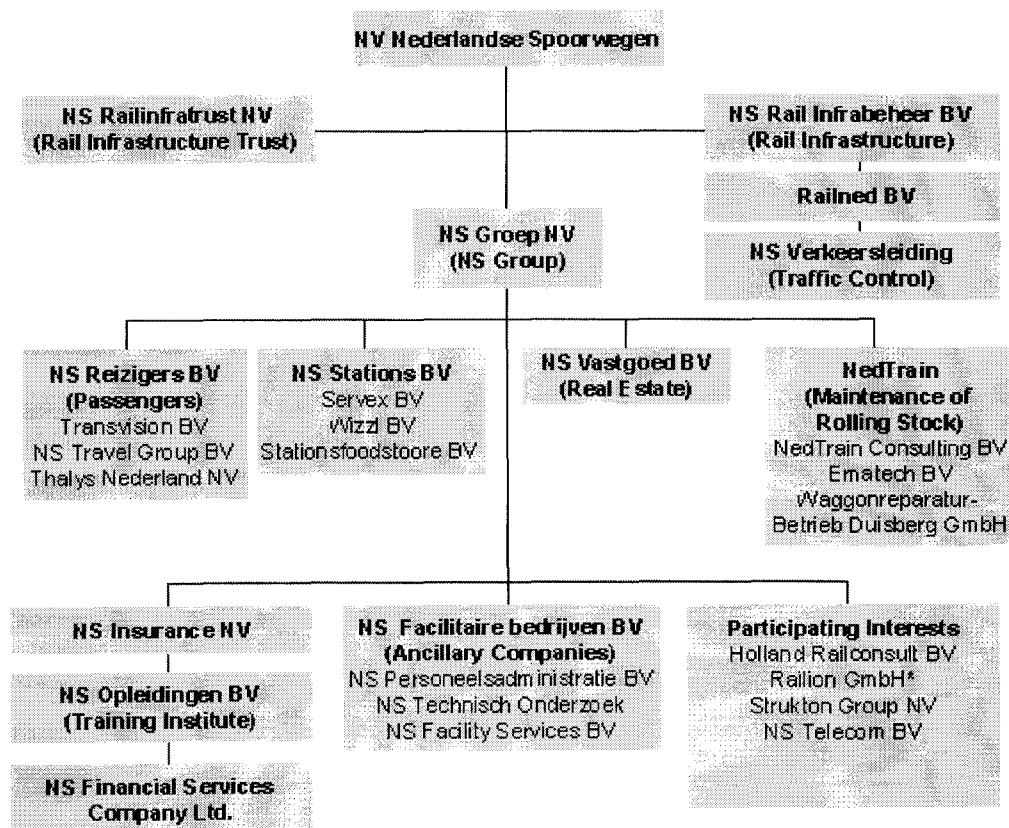 NV Nederlandse Spoorwegen
NS Railinfratrust NV
(Rail Infrastructure Trust)
NS Rail Infrabeheer BV
(Rail Infrastructure)
Railned BV
NS Verkeersleiding
(Traffic Control)
NS Groep NV
(NS Group)
NS Reizigers BV
(Passengers)
Transvision BV
NS Travel Group BV
Thalys Nederland NV
NS Stations BV
Servex BV
Wizzl BV
Stationsfoodstoore BV
NS Vastgoed BV
(Real Estate)
NedTrain
(Maintenance of
Rolling Stock)
NedTrain Consulting BV
Ematech BV
Waggonreparatur-
Betrieb Duisberg GmbH
NS Insurance NV
NS Opleidingen BV
(Training Institute)
NS Financial Services
Company Ltd.
NS Facilitaire bedrijven BV
(Ancillary Companies)
NS Personeelsadministratie BV
NS Technisch Onderzoek
NS Facility Services BV
Participating Interests
Holland Railconsult BV
Railion GmbH*
Strukton Group NV
NS Telecom BV